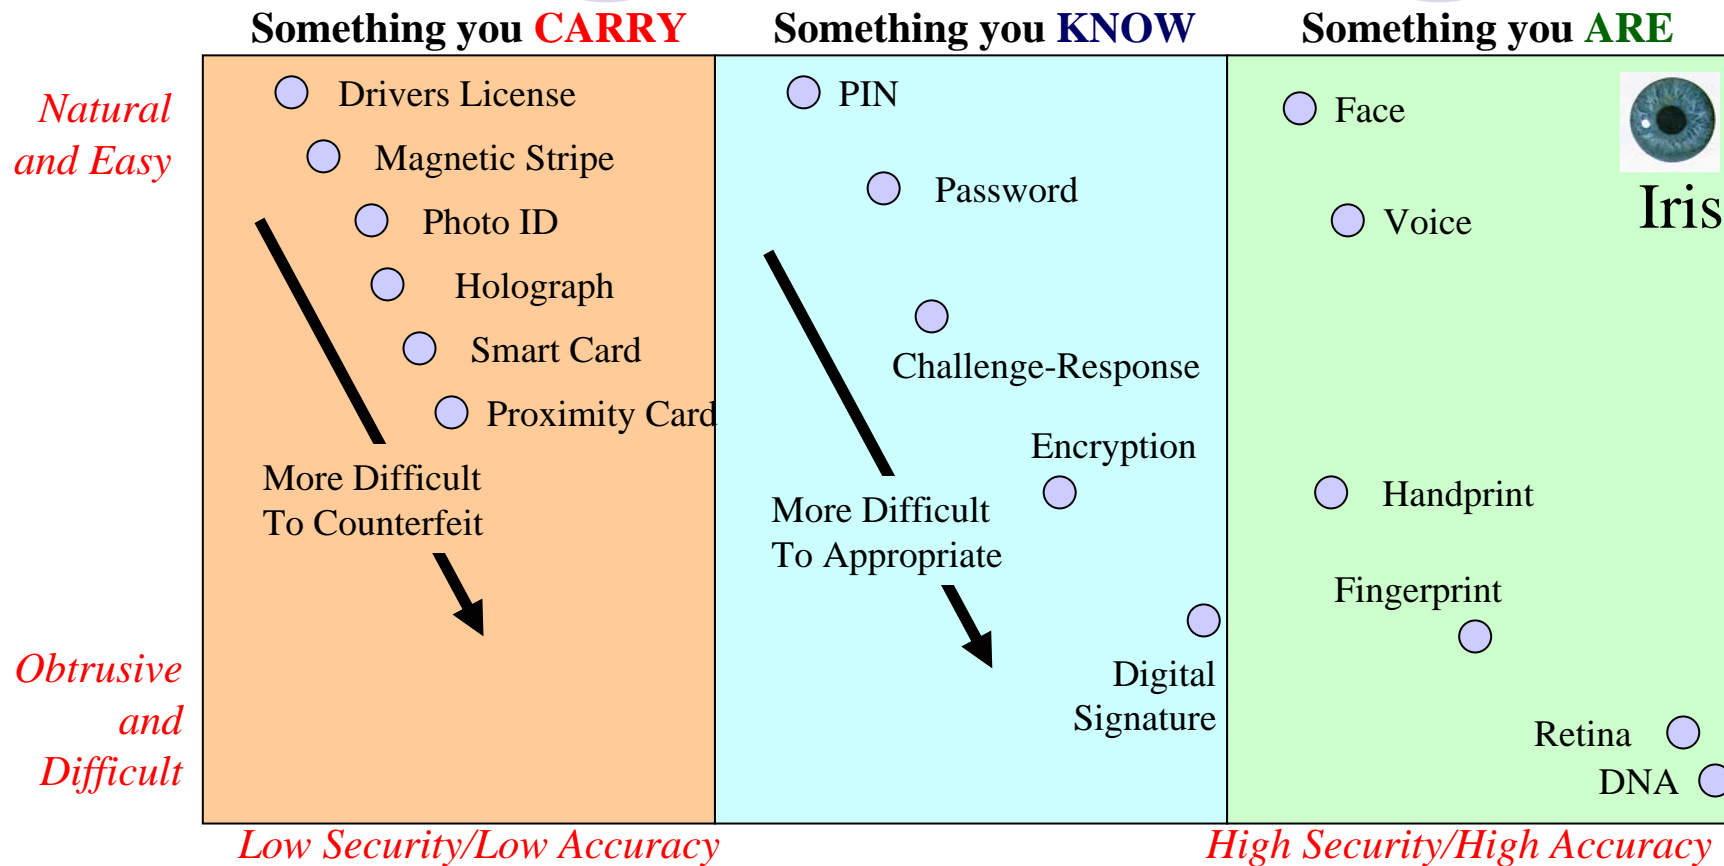 Something you CARRY
Something you KNOW
Something you ARE
Natural
and Easy
Obtrusive
and
Difficult
Drivers License
Magnetic Stripe
Photo ID
Holograph
Smart Card
Proximity Card
More Difficult
To Counterfeit
PIN
Password
Challenge-Response
Encryption
More Difficult
To Appropriate
Digital
Signature
Face
Iris
Voice
Handprint
Fingerprint
Retina
DNA
Low Security/Low Accuracy
High Security/High Accuracy